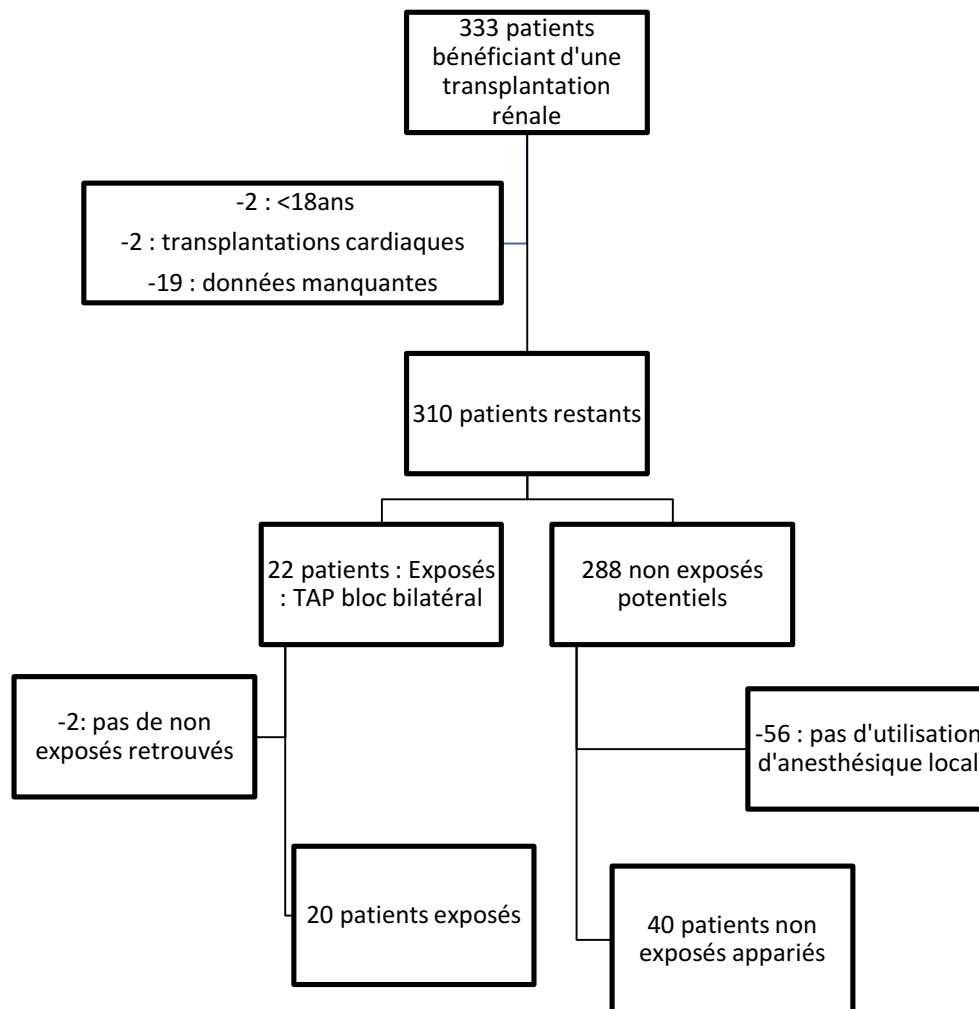 333 patients
bénéficiant d'une
transplantation
rénale
-2 : <18ans
-2 : transplantations cardiaques
-19 : données manquantes
310 patients restants
22 patients : Exposés
: TAP bloc bilatéral
288 non exposés
potentiels
-2: pas de non
exposés retrouvés
-56 : pas d'utilisation
d'anesthésique local
20 patients exposés
40 patients non
exposés appariés